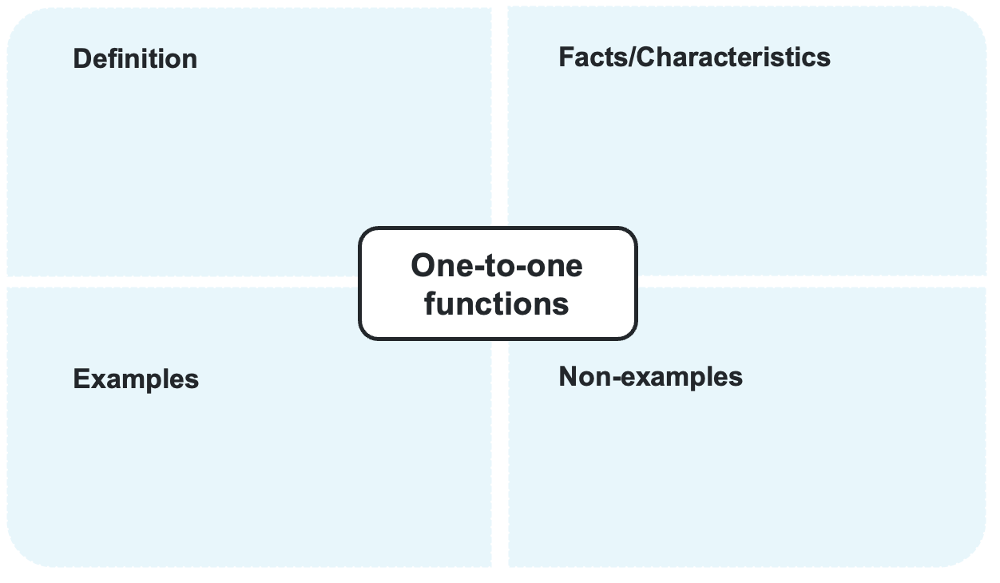 Definition
Facts/Characteristics
One-to-one
functions
Examples
Non-examples